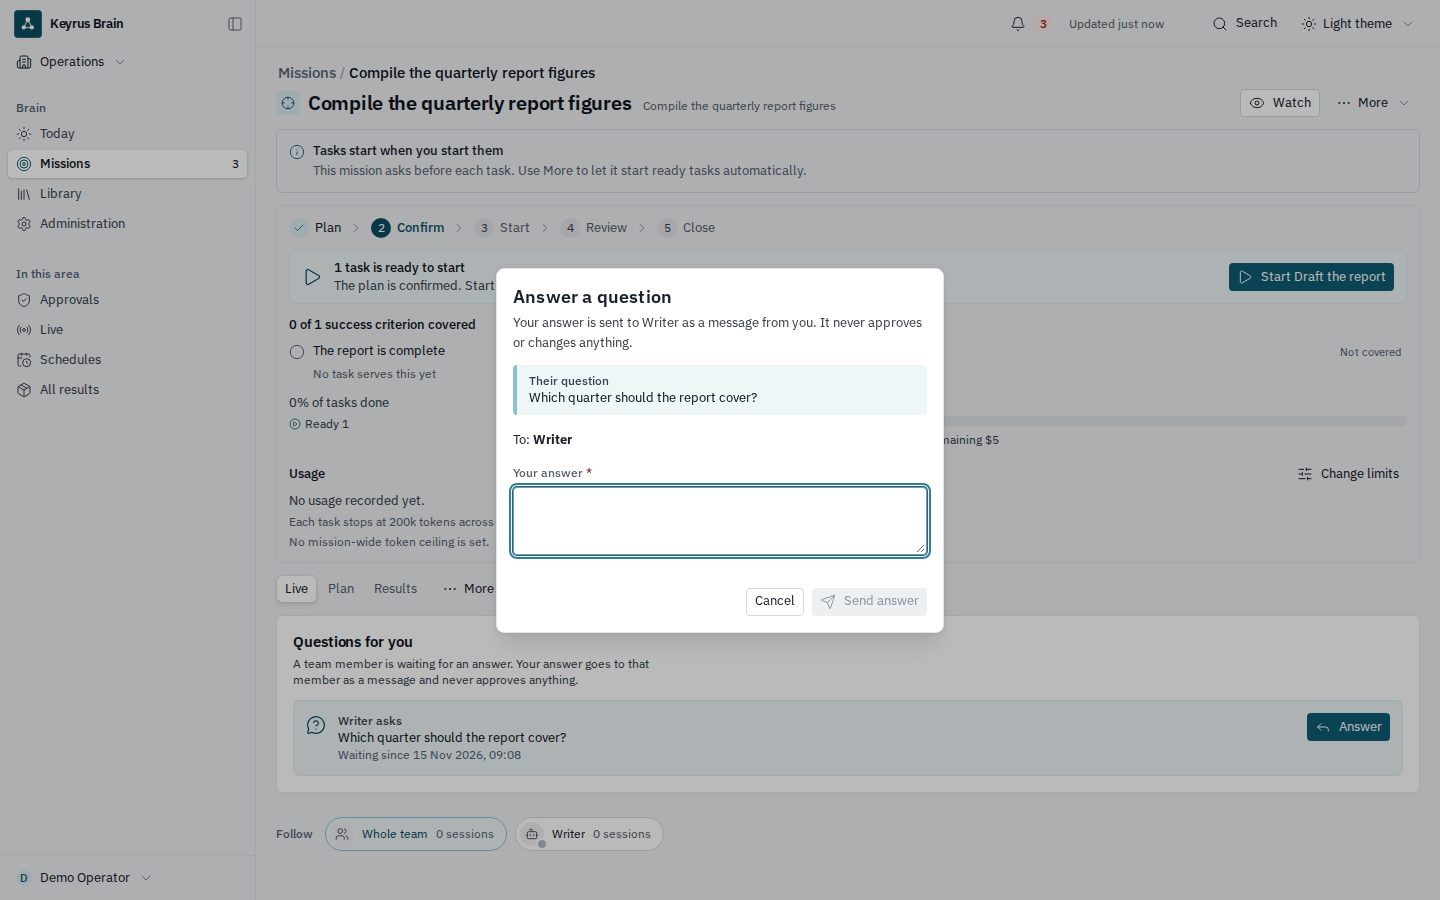 Keyrus Brain
3
Updated just now
Search
Light theme
Operations
Brain
Today
Missions
3
Library
Administration
In this area
Approvals
Live
Schedules
All results
Demo Operator
D
Missions / Compile the quarterly report figures
Compile the quarterly report figures
Compile the quarterly report figures
Watch
More
Tasks start when you start them
This mission asks before each task. Use More to let it start ready tasks automatically.
Plan
2 Confirm
3 Start
4 Review
5 Close
1 task is ready to start
The plan is confirmed. Start
Start Draft the report
0 of 1 success criterion covered
The report is complete
Not covered
No task serves this yet
0% of tasks done
Ready 1
$5
Usage
Change limits
No usage recorded yet.
Each task stops at 200k tokens across
No mission-wide token ceiling is set.
Answer a question
Your answer is sent to Writer as a message from you. It never approves
or changes anything.
Their question
Which quarter should the report cover?
To: Writer
Your answer *
Cancel
Send answer
Live
Plan
Results
More
Questions for you
A team member is waiting for an answer. Your answer goes to that
member as a message and never approves anything.
Writer asks
Which quarter should the report cover?
Waiting since 15 Nov 2026, 09:08
Answer
Follow
Whole team 0 sessions
Writer 0 sessions